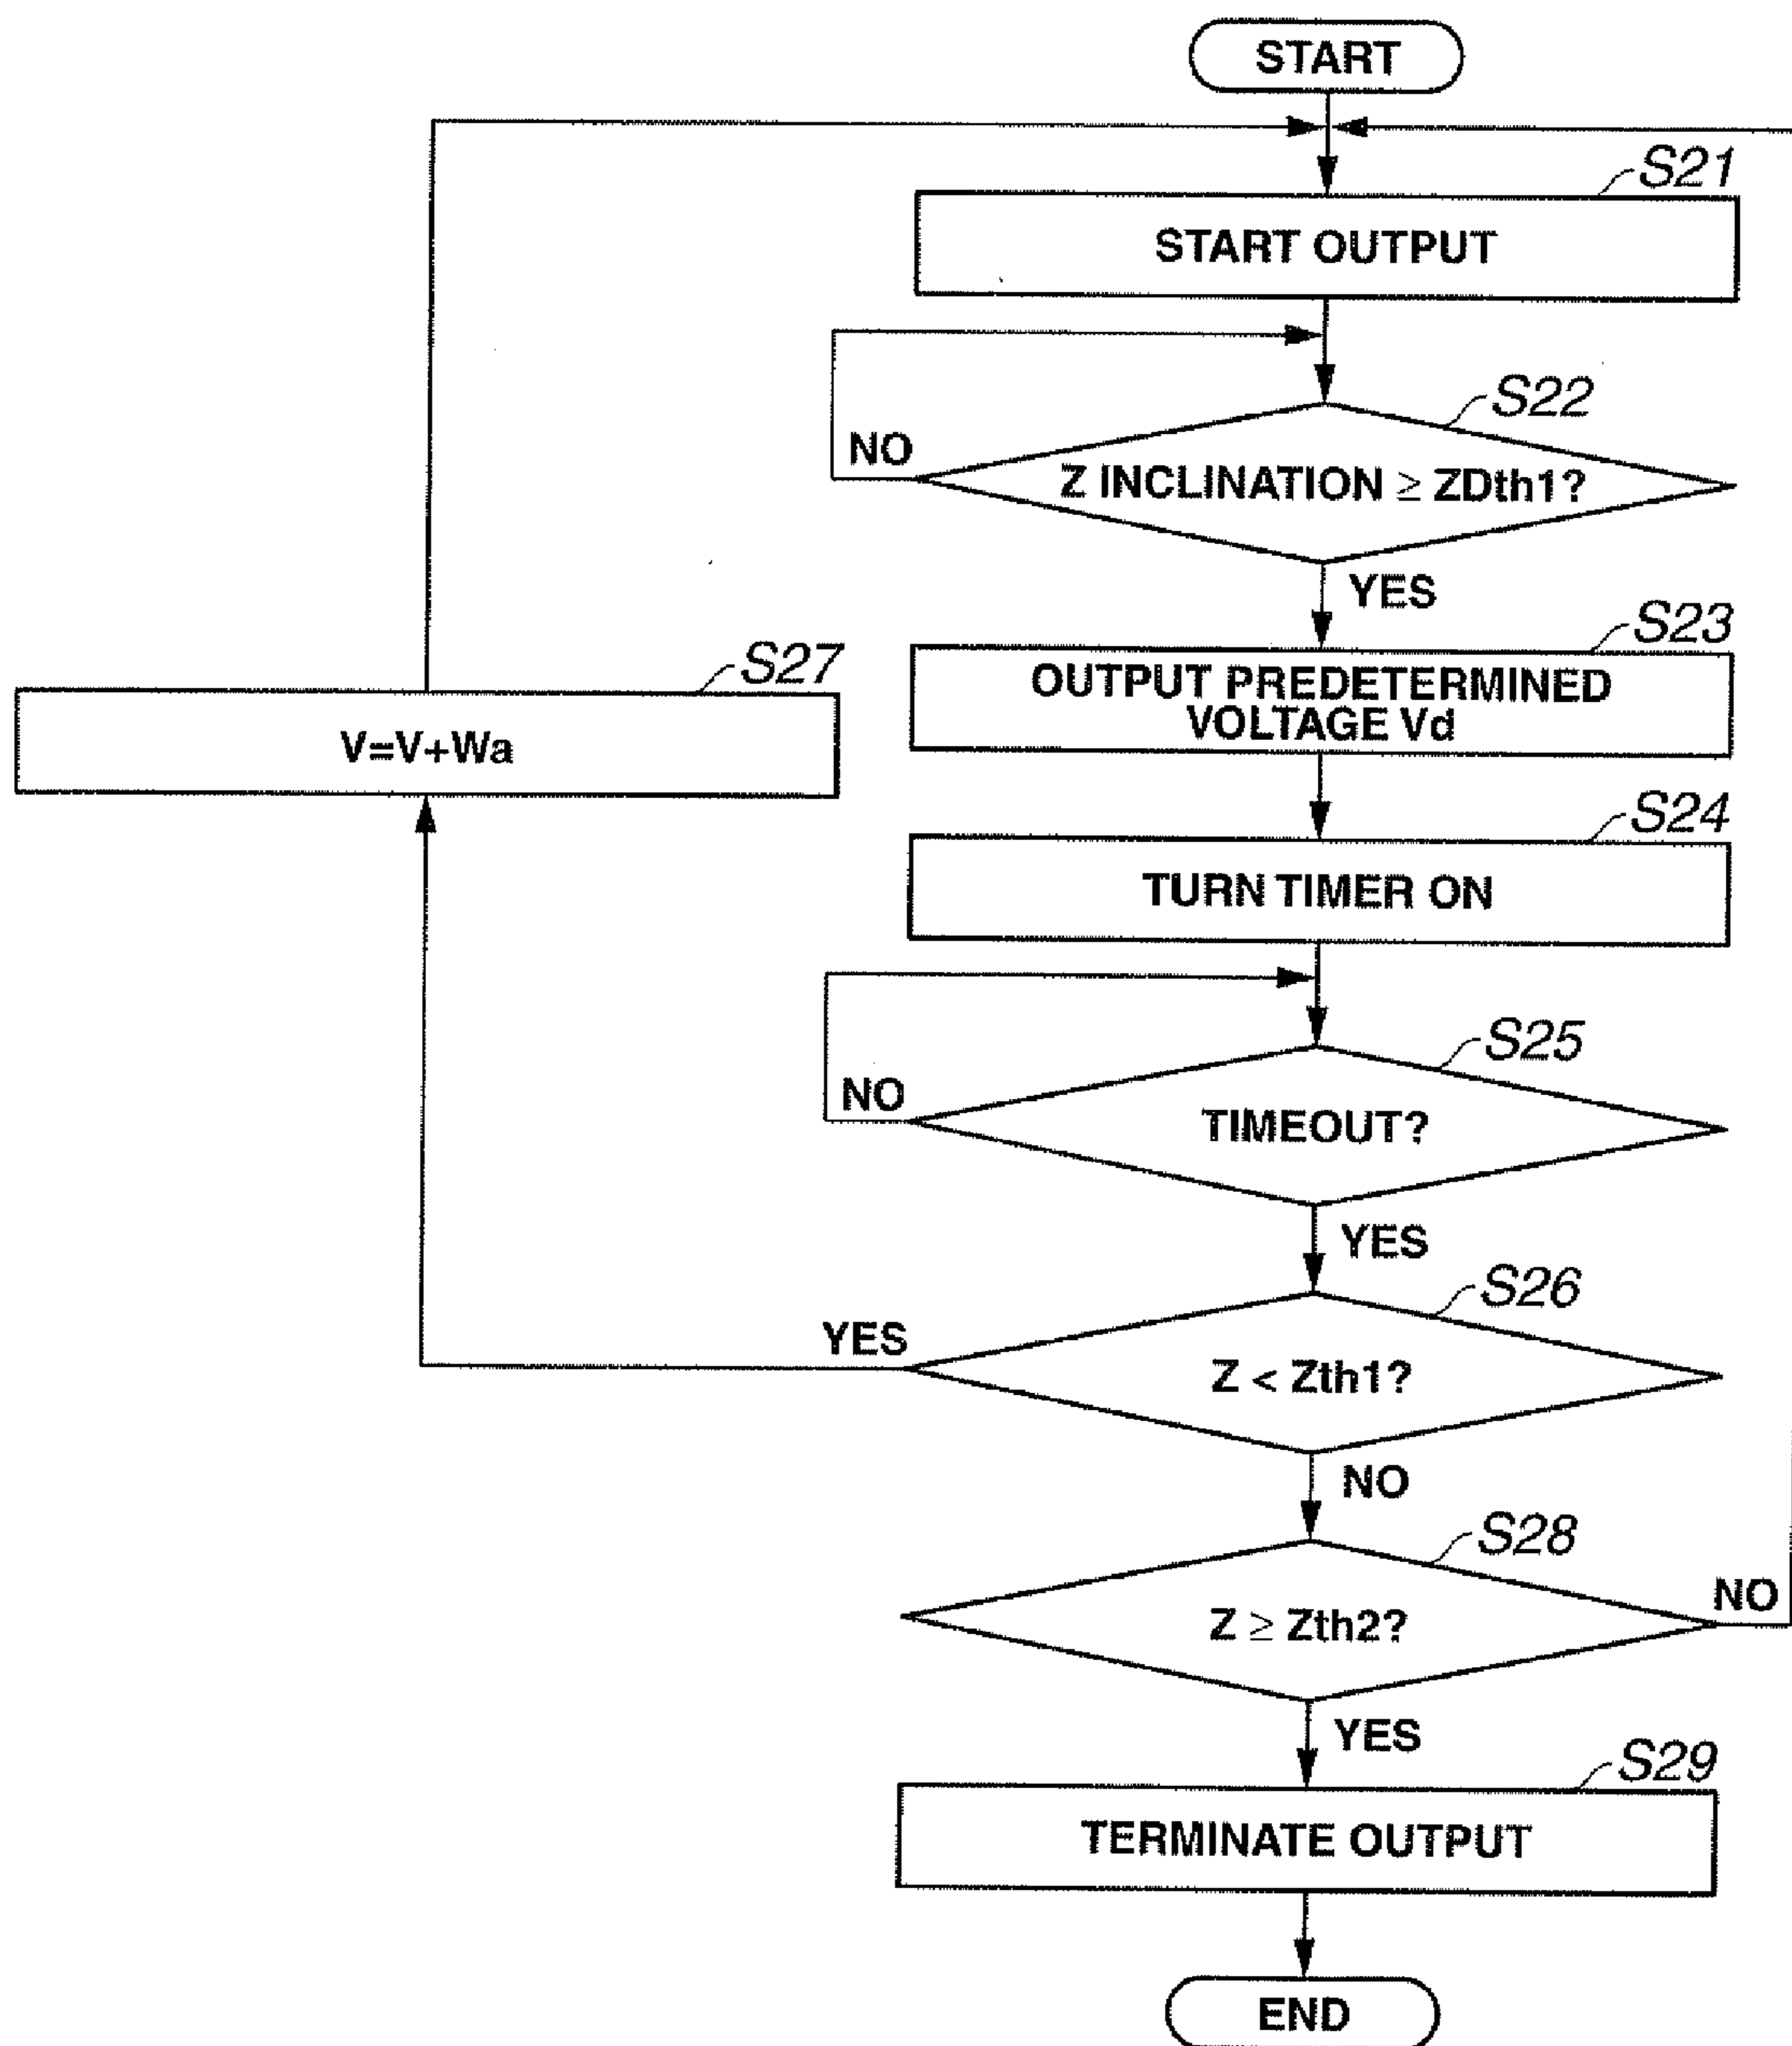 START
S21
START OUTPUT
S22
NO
Z INCLINATION ≥ ZDth1?
YES
S23
OUTPUT PREDETERMINED
VOLTAGE Vd
S27
V=V+Wa
S24
TURN TIMER ON
S25
NO
TIMEOUT?
YES
S26
YES
Z < Zth1?
NO
S28
NO
Z ≥ Zth2?
YES
S29
TERMINATE OUTPUT
END